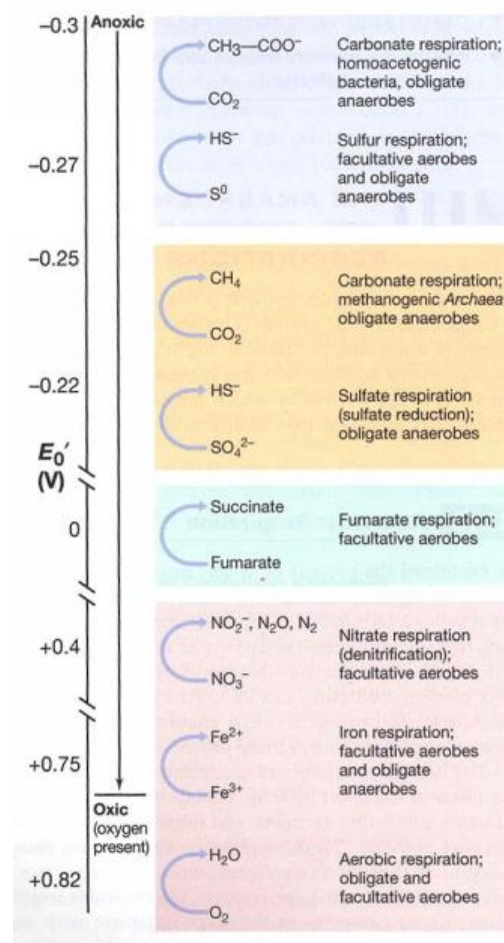 −0.3
Anoxic
CH3—COO⁻
CO₂
Carbonate respiration;
homoacetogenic
bacteria, obligate
anaerobes
−0.27
HS⁻
S⁰
Sulfur respiration;
facultative aerobes
and obligate
anaerobes
−0.25
CH₄
CO₂
Carbonate respiration;
methanogenic Archaea
obligate anaerobes
−0.22
HS⁻
SO₄²⁻
Sulfate respiration
(sulfate reduction);
obligate anaerobes
E₀′
(V)
0
Succinate
Fumarate
Fumarate respiration;
facultative aerobes
+0.4
NO₂⁻, N₂O, N₂
NO₃⁻
Nitrate respiration
(denitrification);
facultative aerobes
+0.75
Fe²⁺
Fe³⁺
Iron respiration;
facultative aerobes
and obligate
anaerobes
Oxic
(oxygen
present)
+0.82
H₂O
O₂
Aerobic respiration;
obligate and
facultative aerobes